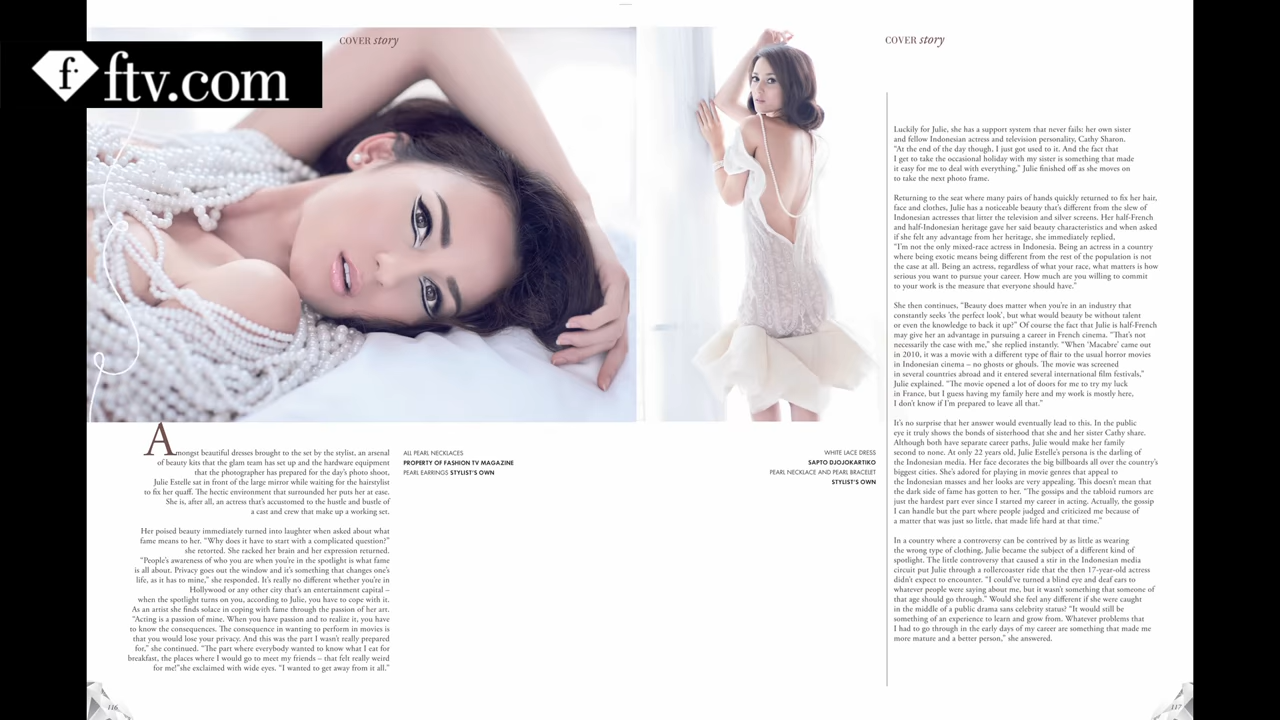 f.
ftv.com
COVER story
Amongst beautiful dresses brought to the set by the stylist, an arsenal
of beauty kits that the glam team has set up and the hardware equipment
that the photographer has prepared for the day's photo shoot,
Julie Estelle sat in front of the large mirror while waiting for the hairstylist
to fix her quaff. The hectic environment that surrounded her puts her at ease.
She is, after all, an actress that's accustomed to the hustle and bustle of
a cast and crew that make up a working set.
Her poised beauty immediately turned into laughter when asked about what
fame means to her. "Why does it have to start with a complicated question?"
she retorted. She racked her brain and her expression returned.
"People's awareness of who you are when you're in the spotlight is what fame
is all about. Privacy goes out the window and it's something that changes one's
life, as it has to mine," she responded. It's really no different whether you're in
Hollywood or any other city that's an entertainment capital –
when the spotlight turns on you, according to Julie, you have to cope with it.
As an artist she finds solace in coping with fame through the passion of her art.
"Acting is a passion of mine. When you have passion and to realize it, you have
to know the consequences. The consequence in wanting to perform in movies is
that you would lose your privacy. And this was the part I wasn't really prepared
for," she continued. "The part where everybody wanted to know what I eat for
breakfast, the places where I would go to meet my friends – that felt really weird
for me!"she exclaimed with wide eyes. "I wanted to get away from it all."
ALL PEARL NECKLACES
PROPERTY OF FASHION TV MAGAZINE
PEARL EARRINGS STYLIST'S OWN
116
WHITE LACE DRESS
SAPTO DJOJOKARTIKO
PEARL NECKLACE AND PEARL BRACELET
STYLIST'S OWN
COVER story
Luckily for Julie, she has a support system that never fails: her own sister
and fellow Indonesian actress and television personality, Cathy Sharon.
"At the end of the day though, I just got used to it. And the fact that
I get to take the occasional holiday with my sister is something that made
it easy for me to deal with everything," Julie finished off as she moves on
to take the next photo frame.
Returning to the seat where many pairs of hands quickly returned to fix her hair,
face and clothes, Julie has a noticeable beauty that's different from the slew of
Indonesian actresses that litter the television and silver screens. Her half-French
and half-Indonesian heritage gave her said beauty characteristics and when asked
if she felt any advantage from her heritage, she immediately replied,
"I'm not the only mixed-race actress in Indonesia. Being an actress in a country
where being exotic means being different from the rest of the population is not
the case at all. Being an actress, regardless of what your race, what matters is how
serious you want to pursue your career. How much are you willing to commit
to your work is the measure that everyone should have."
She then continues, "Beauty does matter when you're in an industry that
constantly seeks 'the perfect look', but what would beauty be without talent
or even the knowledge to back it up?" Of course the fact that Julie is half-French
may give her an advantage in pursuing a career in French cinema. "That's not
necessarily the case with me," she replied instantly. "When 'Macabre' came out
in 2010, it was a movie with a different type of flair to the usual horror movies
in Indonesian cinema – no ghosts or ghouls. The movie was screened
in several countries abroad and it entered several international film festivals,"
Julie explained. "The movie opened a lot of doors for me to try my luck
in France, but I guess having my family here and my work is mostly here,
I don't know if I'm prepared to leave all that."
It's no surprise that her answer would eventually lead to this. In the public
eye it truly shows the bonds of sisterhood that she and her sister Cathy share.
Although both have separate career paths, Julie would make her family
second to none. At only 22 years old, Julie Estelle's persona is the darling of
the Indonesian media. Her face decorates the big billboards all over the country's
biggest cities. She's adored for playing in movie genres that appeal to
the Indonesian masses and her looks are very appealing. This doesn't mean that
the dark side of fame has gotten to her. "The gossips and the tabloid rumors are
just the hardest part ever since I started my career in acting. Actually, the gossip
I can handle but the part where people judged and criticized me because of
a matter that was just so little, that made life hard at that time."
In a country where a controversy can be contrived by as little as wearing
the wrong type of clothing, Julie became the subject of a different kind of
spotlight. The little controversy that caused a stir in the Indonesian media
circuit put Julie through a rollercoaster ride that the then 17-year-old actress
didn't expect to encounter. "I could've turned a blind eye and deaf ears to
whatever people were saying about me, but it wasn't something that someone of
that age should go through." Would she feel any different if she were caught
in the middle of a public drama sans celebrity status? "It would still be
something of an experience to learn and grow from. Whatever problems that
I had to go through in the early days of my career are something that made me
more mature and a better person," she answered.
117